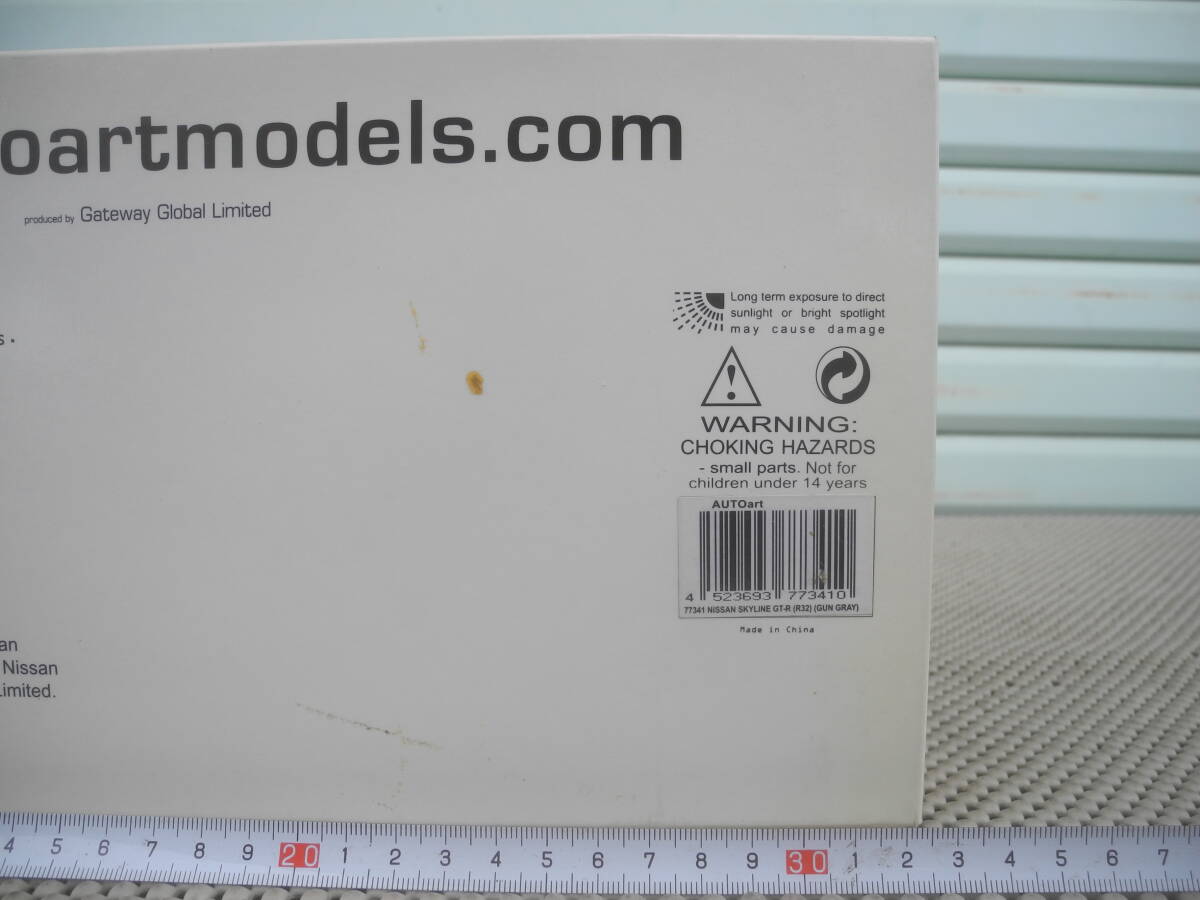 oartmodels.com
produced by Gateway Global Limited
s •
Long term exposure to direct
sunlight or bright spotlight
may cause damage
WARNING:
CHOKING HAZARDS
- small parts. Not for
children under 14 years
AUTOart
4 523693 773410
77341 NISSAN SKYLINE GT-R (R32) (GUN GRAY)
Made in China
an
Nissan
Limited.
4 5 6 7 8 9 20 1 2 3 4 5 6 7 8 9 30 1 2 3 4 5 6 7